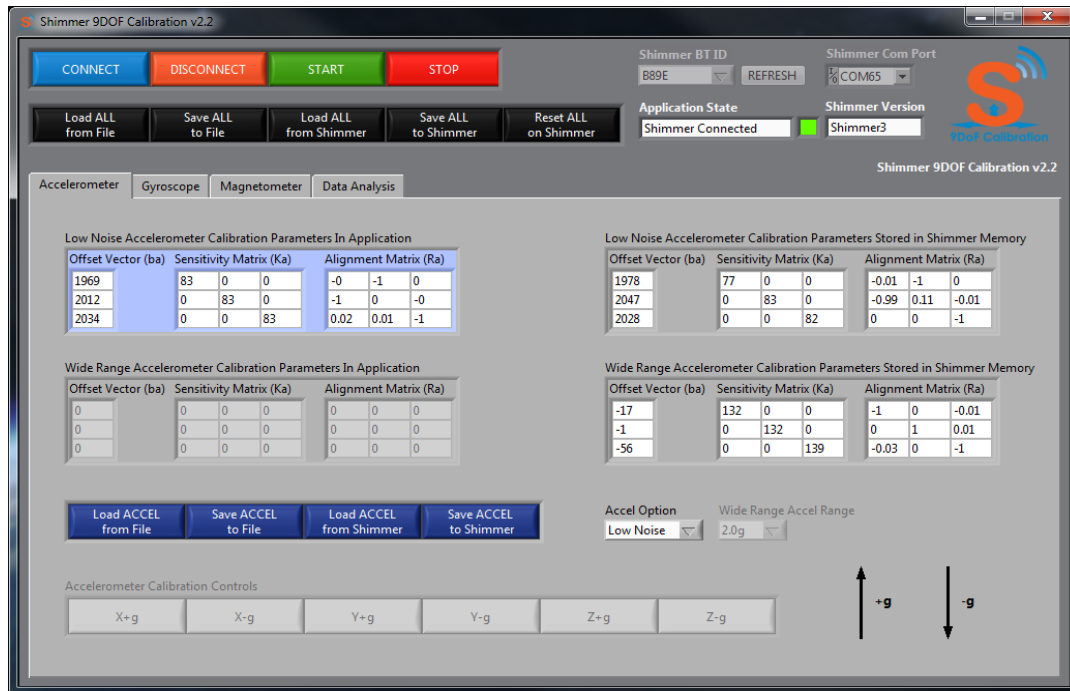 Shimmer 9DOF Calibration v2.2
CONNECT DISCONNECT START STOP
Shimmer BT ID Shimmer Com Port
B89E REFRESH COM65
Load ALL from File Save ALL to File Load ALL from Shimmer Save ALL to Shimmer Reset ALL on Shimmer
Application State Shimmer Version
Shimmer Connected Shimmer3
9DoF Calibration
Shimmer 9DOF Calibration v2.2
Accelerometer Gyroscope Magnetometer Data Analysis
Low Noise Accelerometer Calibration Parameters In Application
Offset Vector (ba) Sensitivity Matrix (Ka) Alignment Matrix (Ra)
1969 83 0 0 -0 -1 0
2012 0 83 0 -1 0 -0
2034 0 0 83 0.02 0.01 -1
Low Noise Accelerometer Calibration Parameters Stored in Shimmer Memory
Offset Vector (ba) Sensitivity Matrix (Ka) Alignment Matrix (Ra)
1978 77 0 0 -0.01 -1 0
2047 0 83 0 -0.99 0.11 -0.01
2028 0 0 82 0 0 -1
Wide Range Accelerometer Calibration Parameters In Application
Offset Vector (ba) Sensitivity Matrix (Ka) Alignment Matrix (Ra)
0 0 0 0 0 0 0
0 0 0 0 0 0 0
0 0 0 0 0 0 0
Wide Range Accelerometer Calibration Parameters Stored in Shimmer Memory
Offset Vector (ba) Sensitivity Matrix (Ka) Alignment Matrix (Ra)
-17 132 0 0 -1 0 -0.01
-1 0 132 0 0 1 0.01
-56 0 0 139 -0.03 0 -1
Load ACCEL from File Save ACCEL to File Load ACCEL from Shimmer Save ACCEL to Shimmer
Accel Option Wide Range Accel Range
Low Noise 2.0g
Accelerometer Calibration Controls
X+g X-g Y+g Y-g Z+g Z-g
+g -g